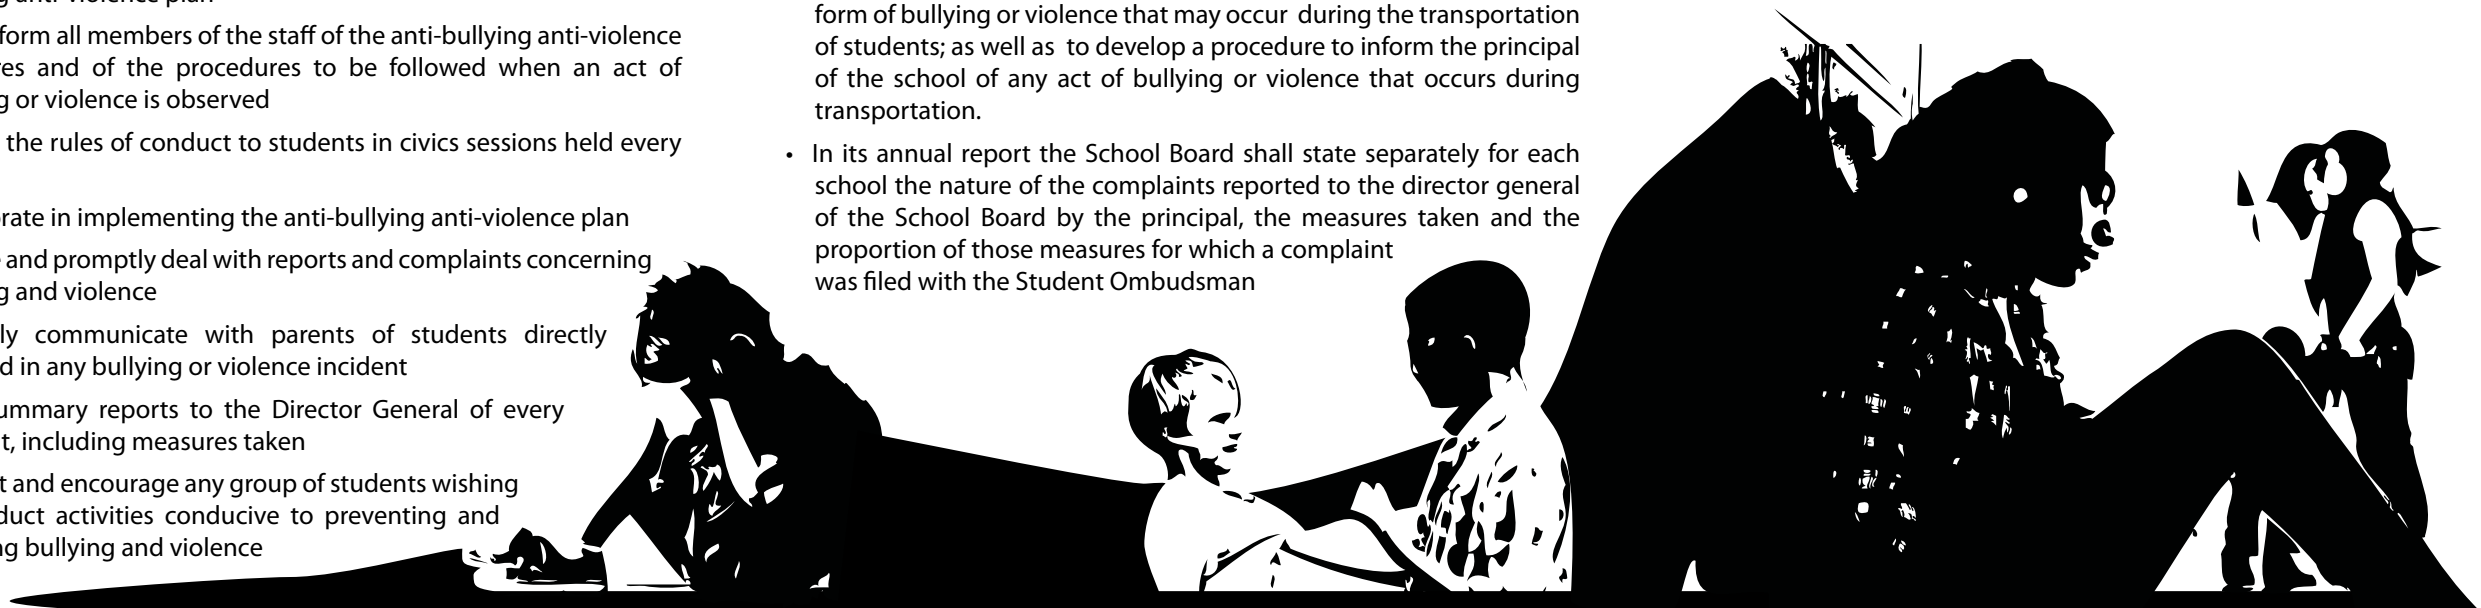 g anti-violence plan
form all members of the staff of the anti-bullying anti-violence
res and of the procedures to be followed when an act of
g or violence is observed
the rules of conduct to students in civics sessions held every
orate in implementing the anti-bullying anti-violence plan
e and promptly deal with reports and complaints concerning
g and violence
ly communicate with parents of students directly
d in any bullying or violence incident
ummary reports to the Director General of every
t, including measures taken
t and encourage any group of students wishing
duct activities conducive to preventing and
ng bullying and violence
form of bullying or violence that may occur during the transportation
of students; as well as to develop a procedure to inform the principal
of the school of any act of bullying or violence that occurs during
transportation.
• In its annual report the School Board shall state separately for each
school the nature of the complaints reported to the director general
of the School Board by the principal, the measures taken and the
proportion of those measures for which a complaint
was filed with the Student Ombudsman